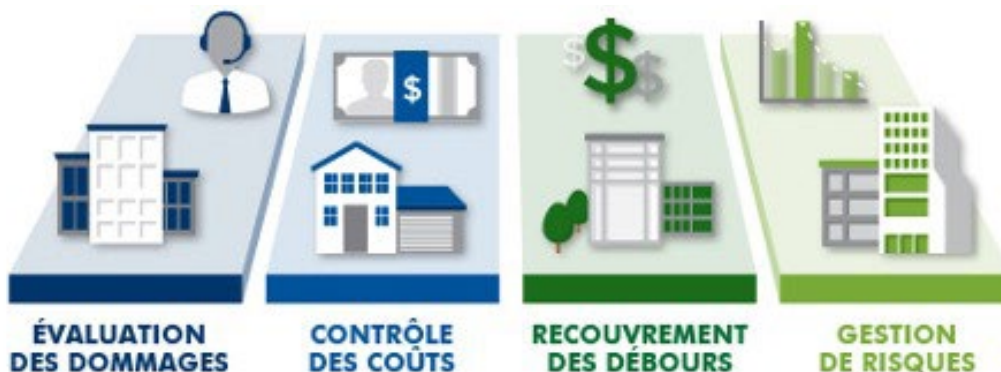 $
$
$
$
ÉVALUATION
DES DOMMAGES
CONTRÔLE
DES COÛTS
RECOUVREMENT
DES DÉBOURS
GESTION
DE RISQUES